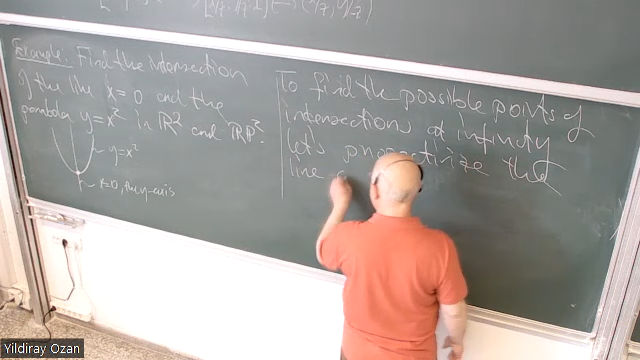 Example: Find the intersection
of the line x=0 and the
parabola y=x² in ℝ² and ℝP².
y=x²
x=0, the y-axis
To find the possible points of
intersections at infinity
let's projectivize the
line
Yildiray Ozan